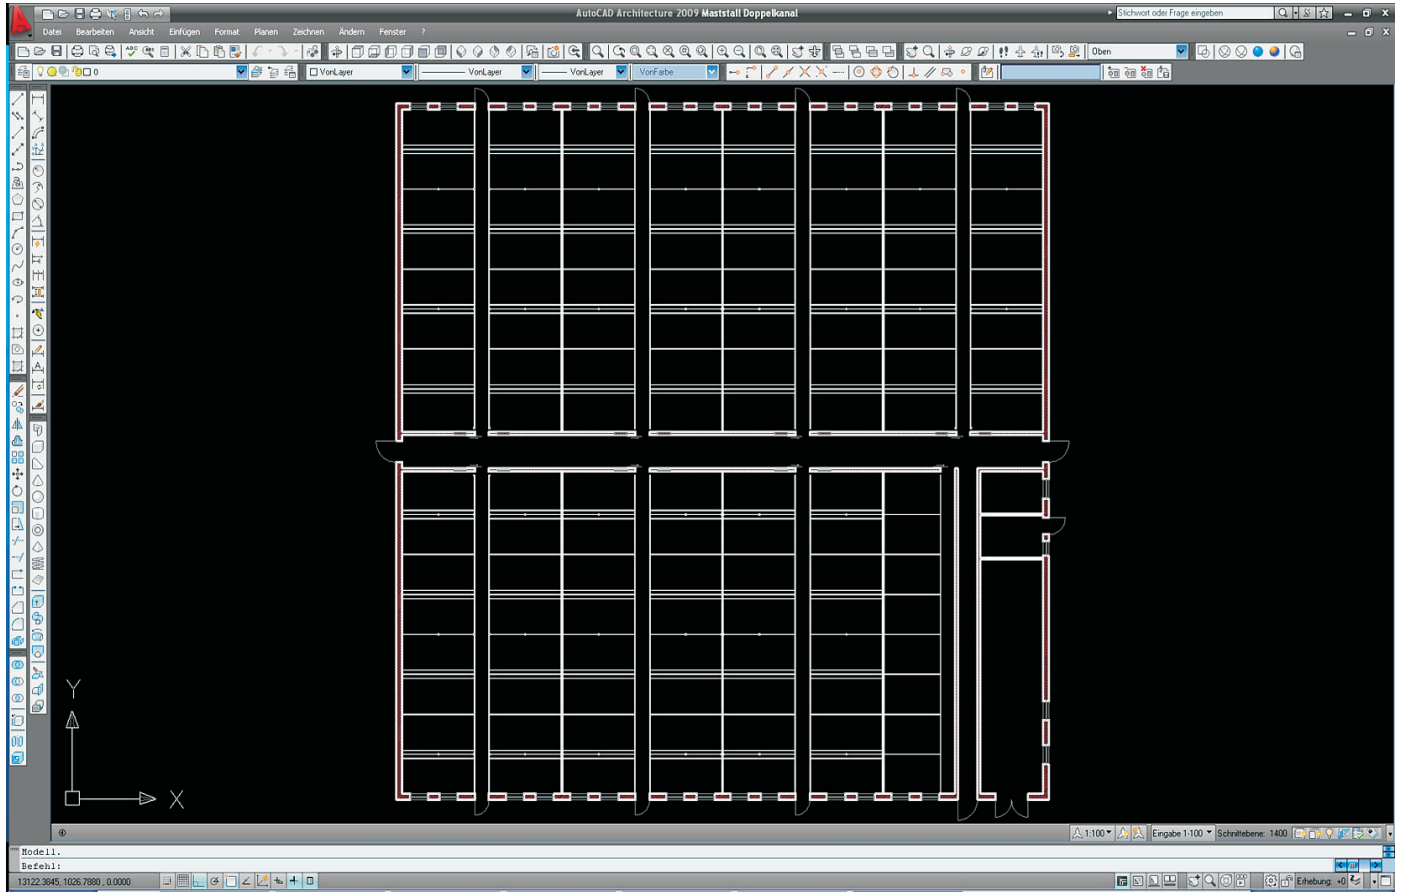 AutoCAD Architecture 2009 Maststall Doppelkanal
Stichwort oder Frage eingeben
Datei Bearbeiten Ansicht Einfügen Format Planen Zeichnen Ändern Fenster ?
Oben
0 VonLayer VonLayer VonLayer VonFarbe
Y
X
1:100 Eingabe 1-100 Schnittebene: 1400
Modell.
Befehl:
13122.3845, 1026.7880 , 0.0000
Erhebung: +0